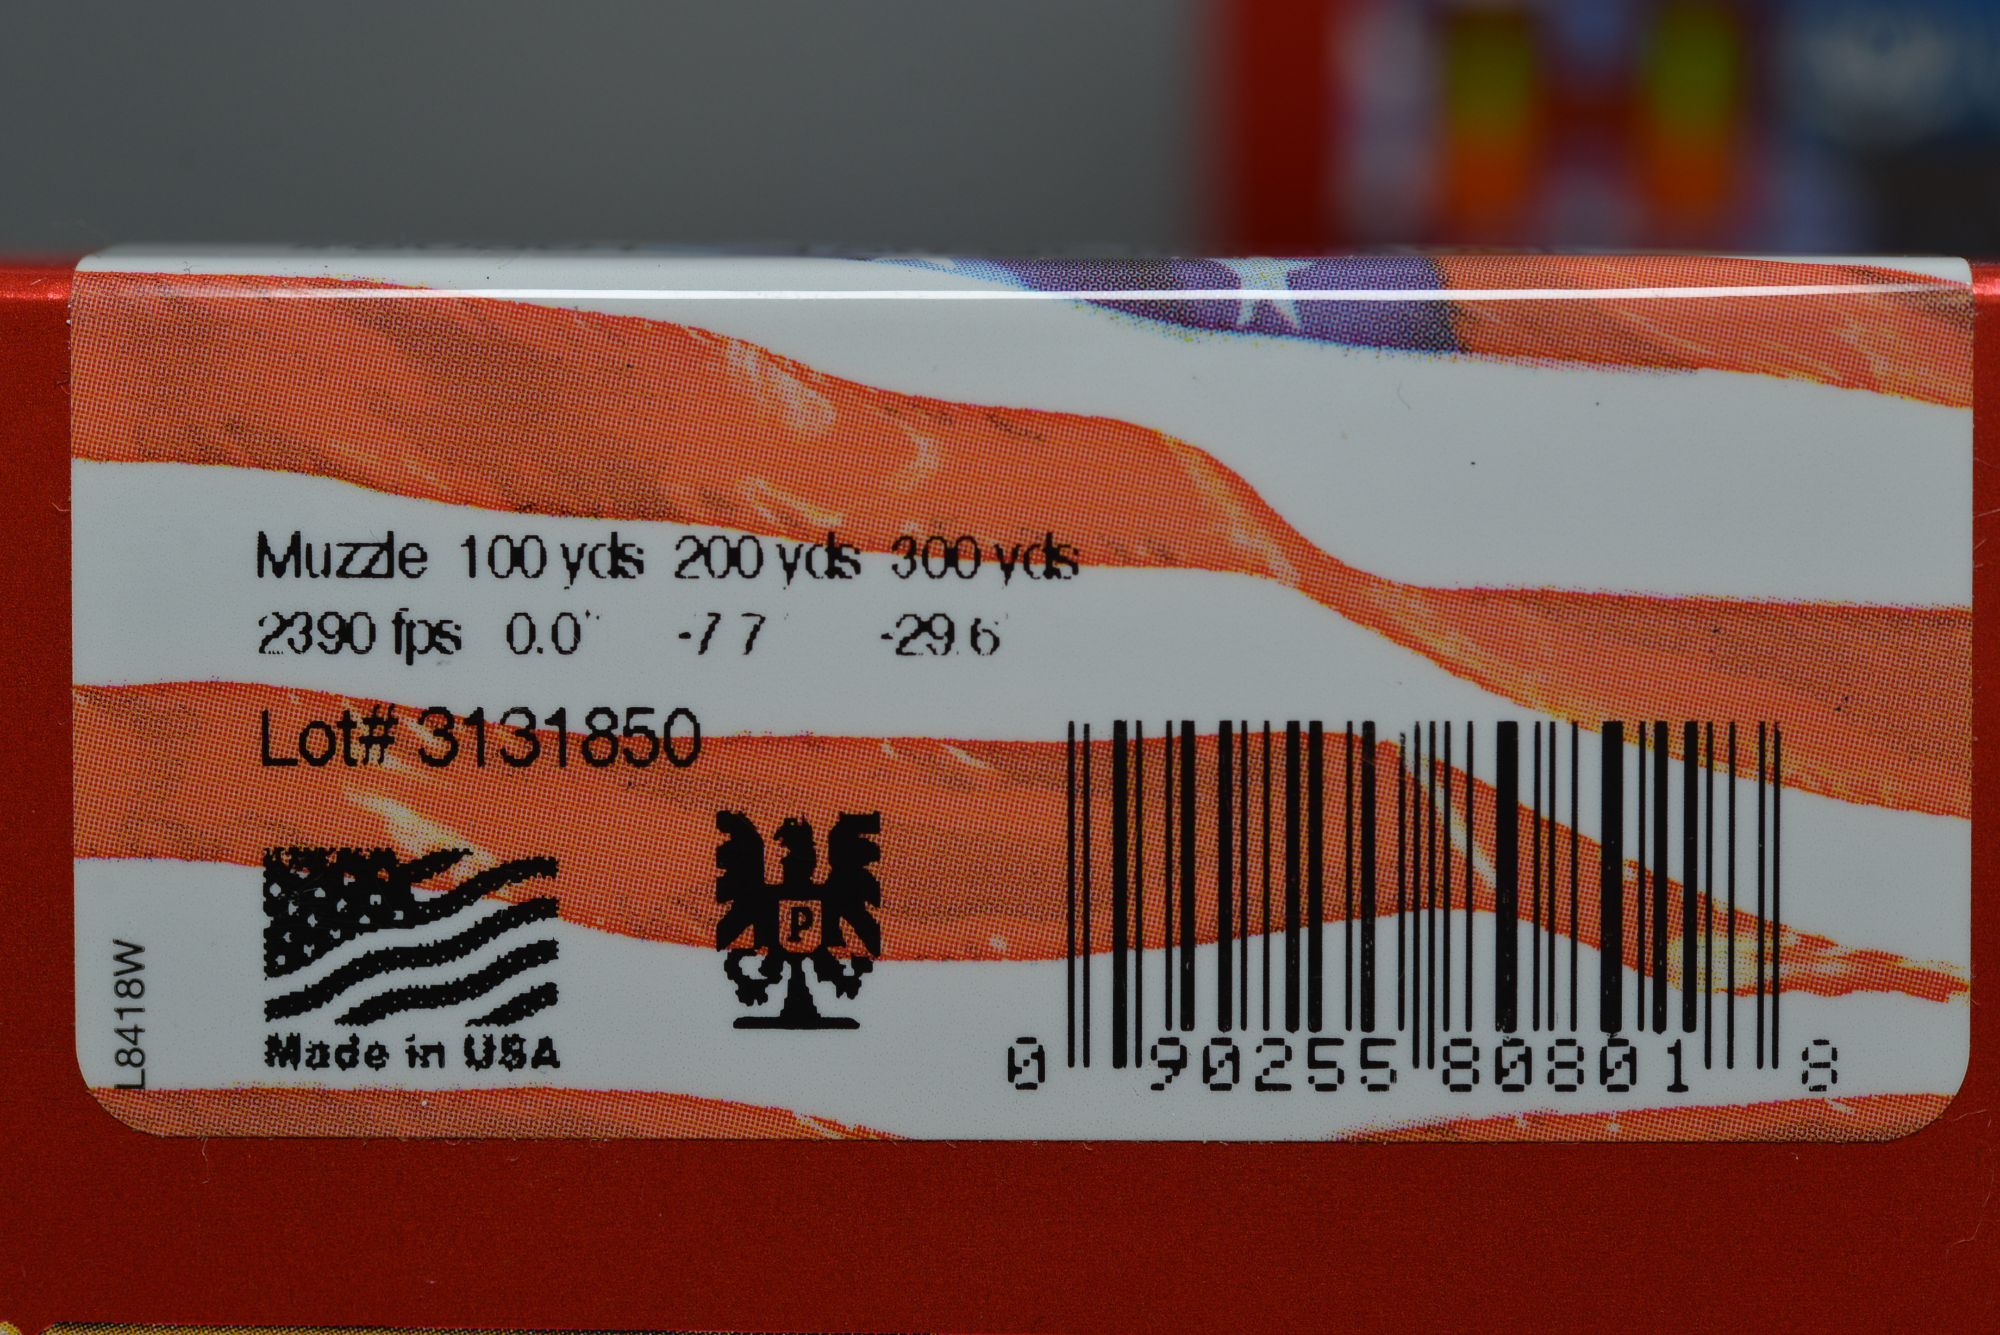 Muzzle 100 yds 200 yds 300 yds
2390 fps 0.0" -7.7 -29.6
Lot# 3131850
P
Made in USA
L8418W
0 90255 80801 8